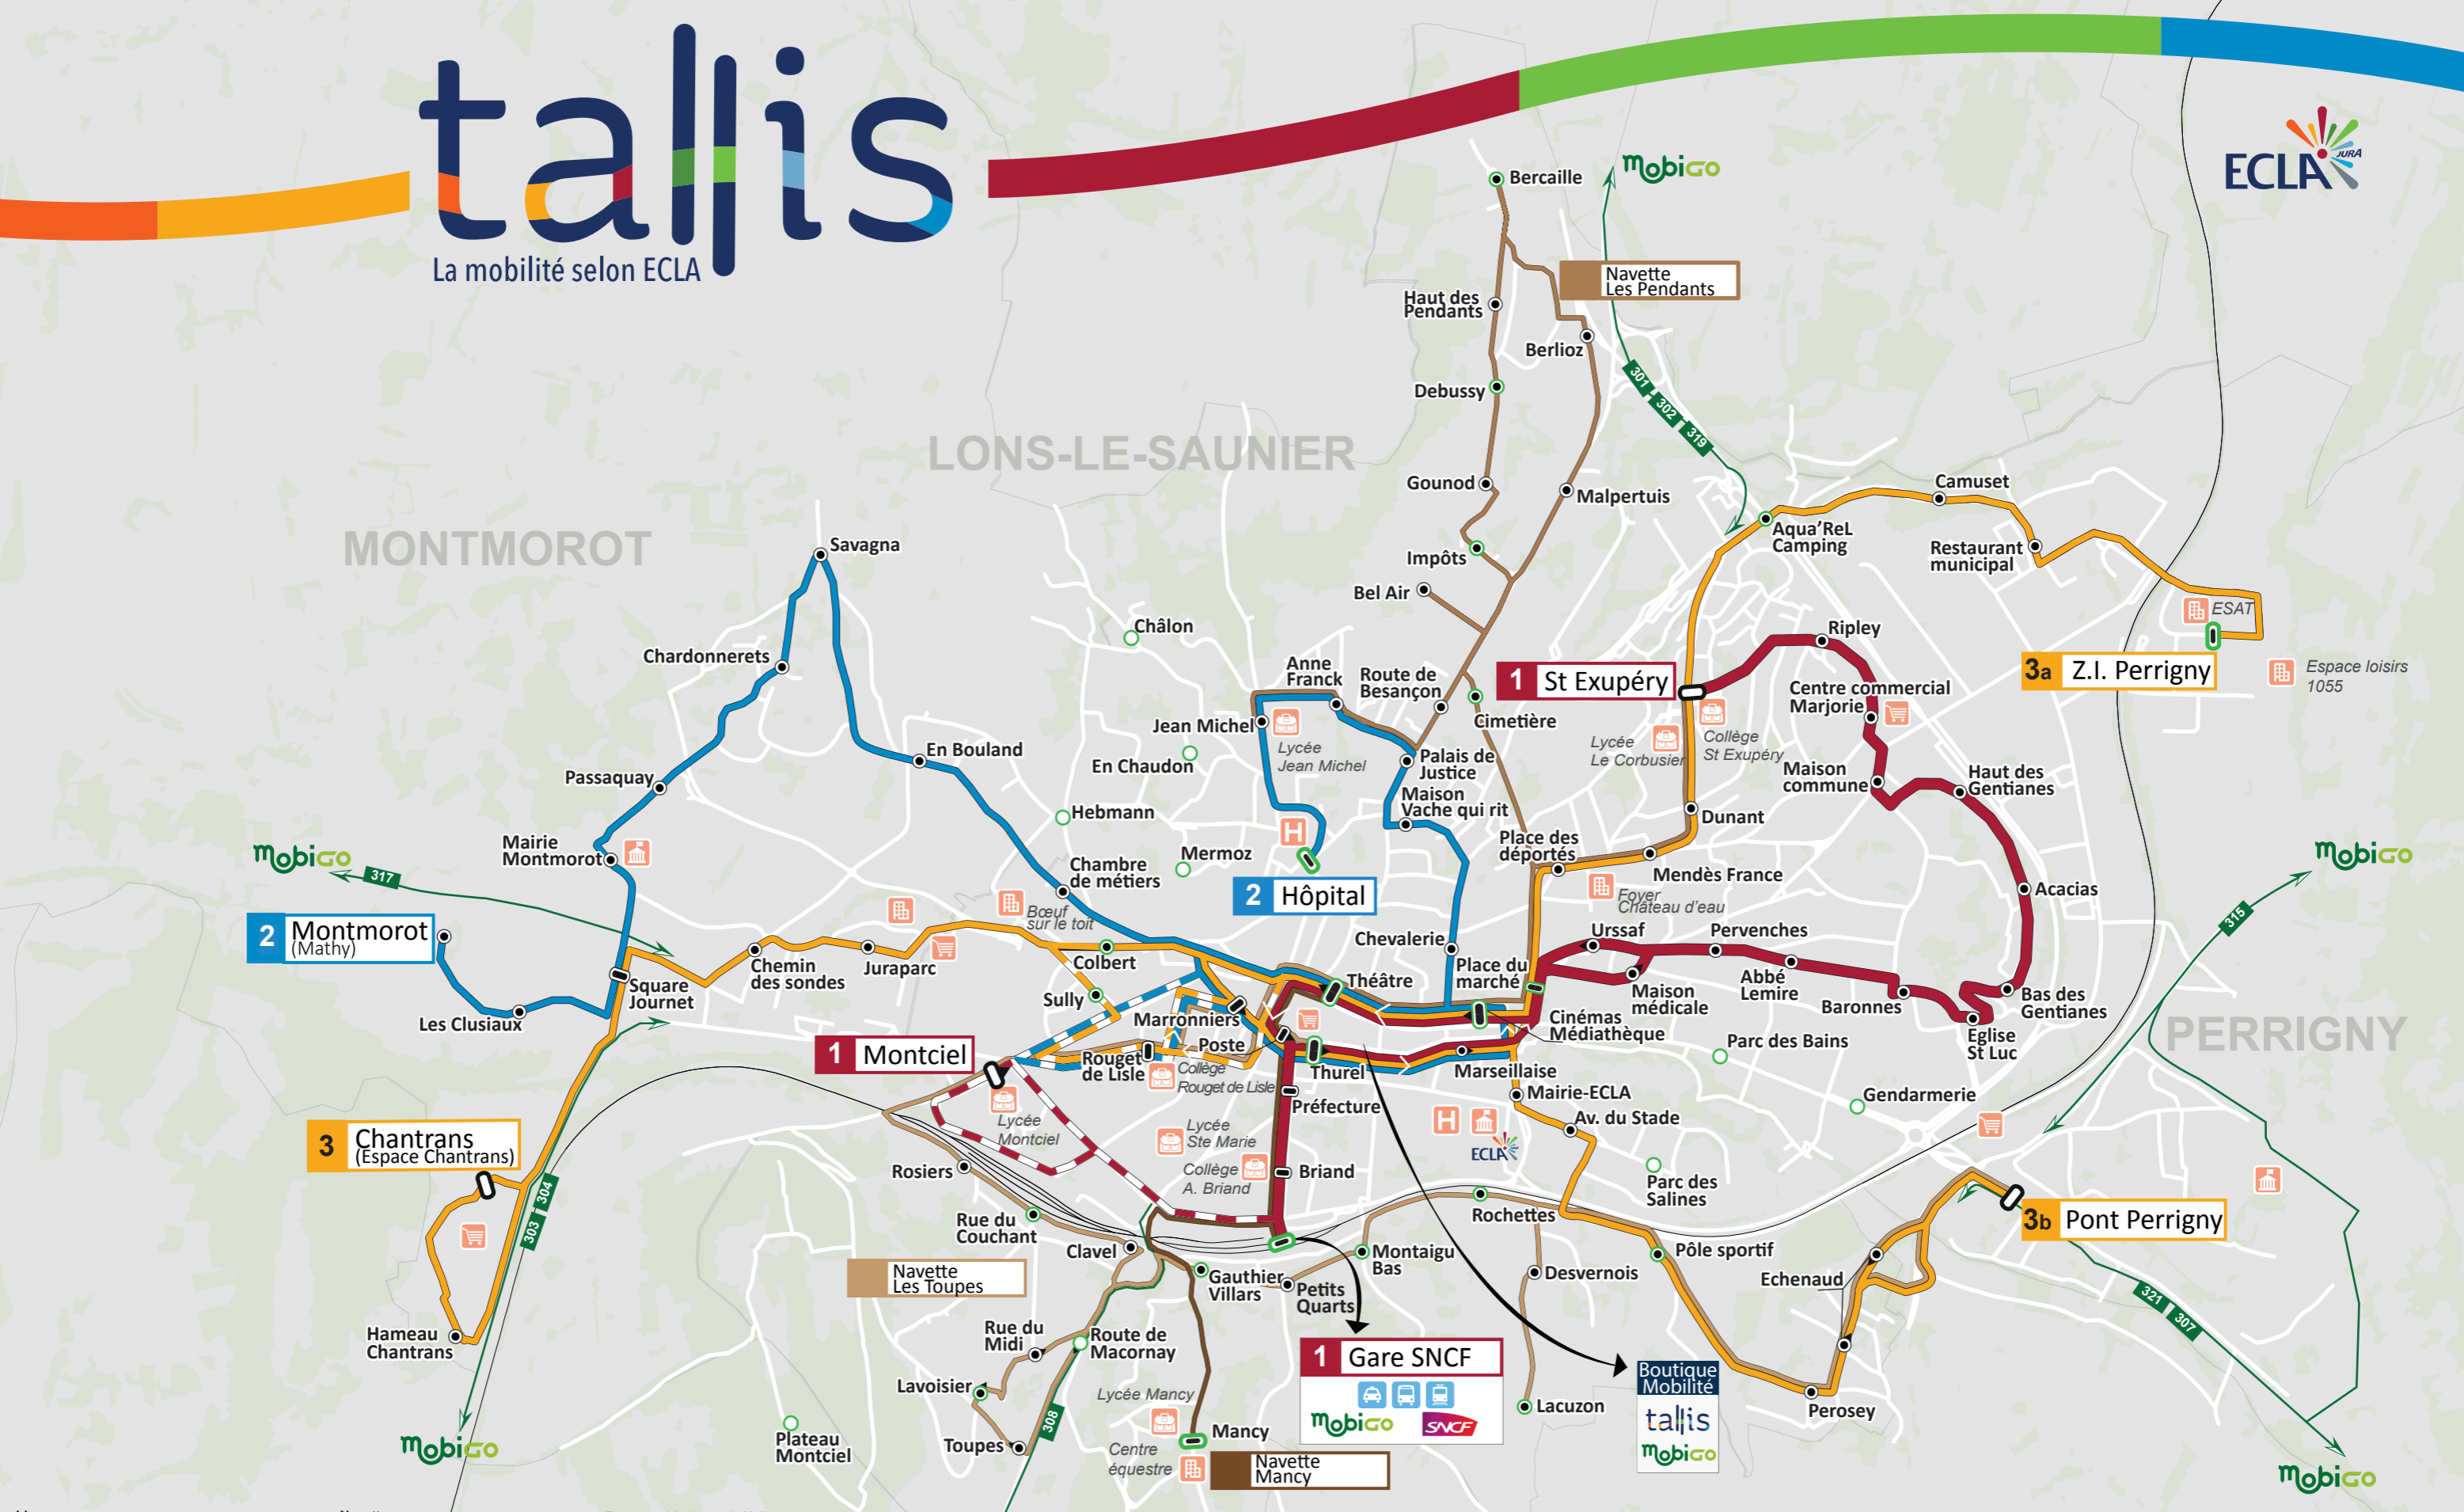 tallis
La mobilité selon ECLA
ECLA
JURA
mobigo
Bercaille
Navette
Les Pendants
Haut des
Pendants
Berlioz
Debussy
301
302
319
LONS-LE-SAUNIER
MONTMOROT
Gounod
Malpertuis
Camuset
Aqua'ReL
Camping
Restaurant
municipal
Savagna
Impôts
Bel Air
ESAT
Châlon
Ripley
Chardonnerets
Anne
Franck
Route de
Besançon
1 St Exupéry
3a Z.I. Perrigny
Espace loisirs
1055
Centre commercial
Marjorie
Jean Michel
Cimetière
Lycée
Jean Michel
Lycée
Le Corbusier
Collège
St Exupéry
En Bouland
En Chaudon
Palais de
Justice
Maison
commune
Haut des
Gentianes
Passaquay
Maison
Vache qui rit
Hebmann
Dunant
H
Mairie
Montmorot
Place des
déportés
mobigo
317
Mermoz
Chambre
de métiers
Mendès France
mobigo
Acacias
2 Hôpital
Foyer
Château d'eau
Bœuf
sur le toit
315
2 Montmorot
(Mathy)
Chevalerie
Urssaf
Pervenches
Colbert
Chemin
des sondes
Juraparc
Théâtre
Place du
marché
Abbé
Lemire
Square
Journet
Sully
Maison
médicale
Baronnes
Bas des
Gentianes
Les Clusiaux
Marronniers
Cinémas
Médiathèque
Eglise
St Luc
PERRIGNY
1 Montciel
Rouget
de Lisle
Poste
Parc des Bains
Collège
Rouget de Lisle
Thurel
Marseillaise
Mairie-ECLA
Gendarmerie
Préfecture
H
Av. du Stade
Lycée
Montciel
Lycée
Ste Marie
ECLA
3 Chantrans
(Espace Chantrans)
Collège
A. Briand
Briand
Rosiers
Parc des
Salines
304
303
Rue du
Couchant
Rochettes
3b Pont Perrigny
Clavel
Montaigu
Bas
Pôle sportif
Navette
Les Toupes
Gauthier
Villars
Petits
Quarts
Desvernois
Echenaud
321
307
Hameau
Chantrans
Rue du
Midi
Route de
Macornay
1 Gare SNCF
mobigo
SNCF
Boutique
Mobilité
tallis
mobigo
Lavoisier
Lycée Mancy
Lacuzon
Perosey
308
Plateau
Montciel
Toupes
Mancy
Centre
équestre
Navette
Mancy
mobigo
mobigo